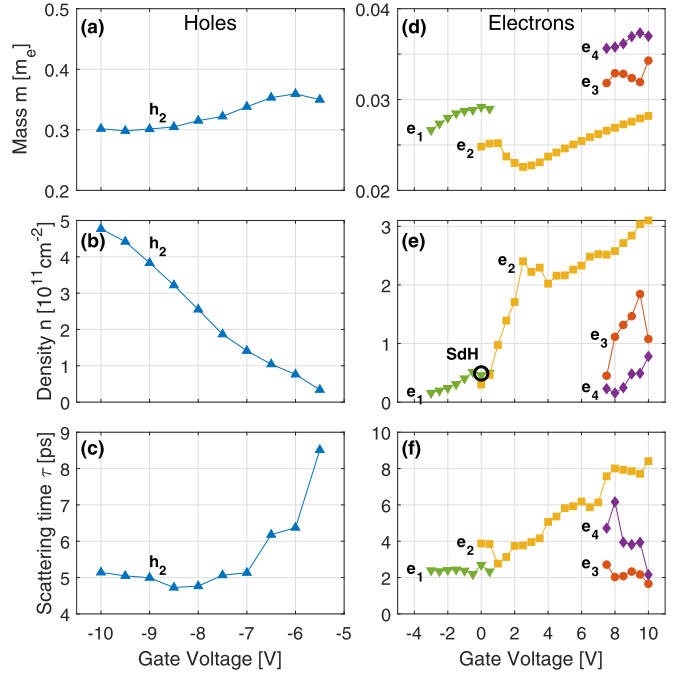 Holes
Electrons
(a)
Mass m [mₑ]
0.4
0.3
0.2
h₂
(d)
0.04
0.03
0.02
e₁
e₂
e₃
e₄
(b)
Density n [10¹¹cm⁻²]
5
4
3
2
1
0
h₂
(e)
3
2
1
0
e₁
SdH
e₂
e₃
e₄
(c)
Scattering time τ [ps]
9
8
7
6
5
4
h₂
-10 -9 -8 -7 -6 -5
Gate Voltage [V]
(f)
10
8
6
4
2
0
e₁
e₂
e₄
e₃
-4 -2 0 2 4 6 8 10
Gate Voltage [V]